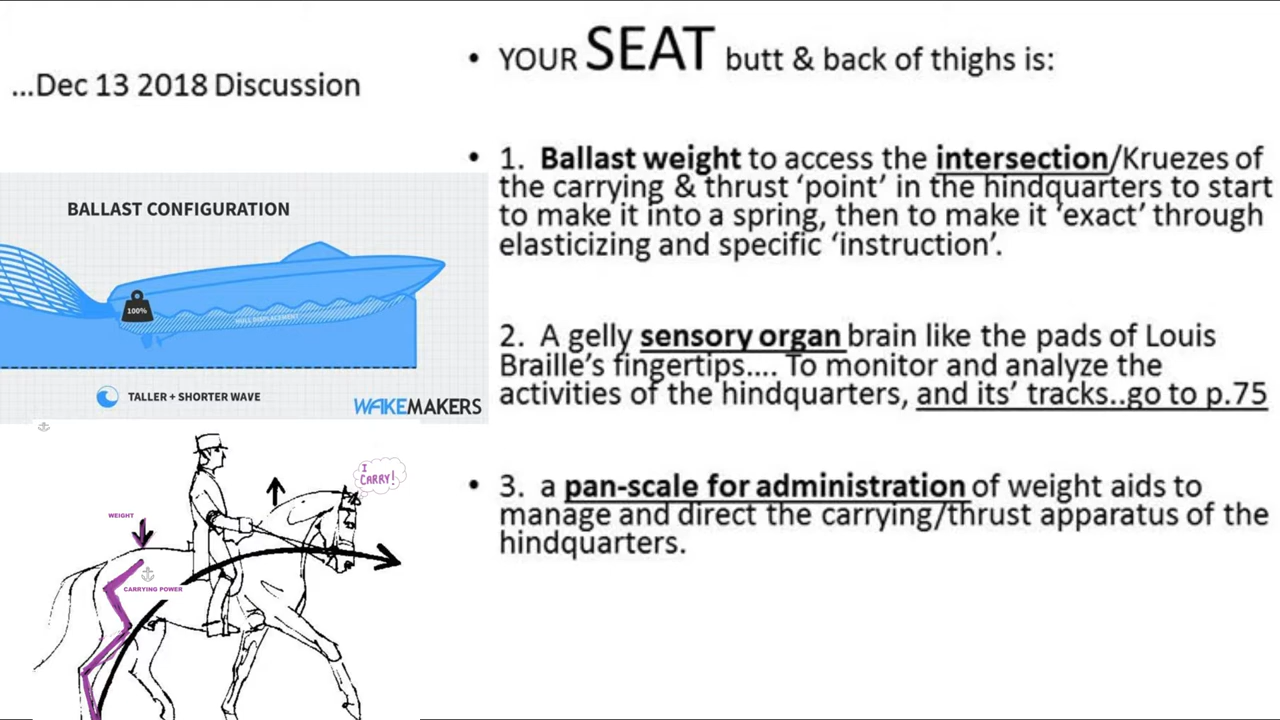 ...Dec 13 2018 Discussion
BALLAST CONFIGURATION
100%
HULL DISPLACEMENT
TALLER + SHORTER WAVE
WAKEMAKERS
I
CARRY!
WEIGHT
CARRYING POWER
• YOUR SEAT butt & back of thighs is:
• 1. Ballast weight to access the intersection/Kruezes of
the carrying & thrust ‘point’ in the hindquarters to start
to make it into a spring, then to make it ‘exact’ through
elasticizing and specific ‘instruction’.
2. A gelly sensory organ brain like the pads of Louis
Braille’s fingertips.... To monitor and analyze the
activities of the hindquarters, and its’ tracks..go to p.75
• 3. a pan-scale for administration of weight aids to
manage and direct the carrying/thrust apparatus of the
hindquarters.